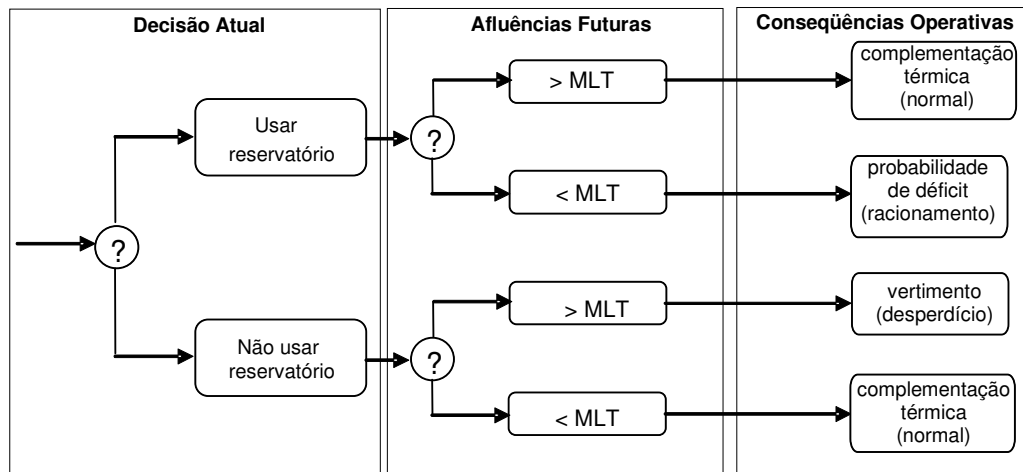 Decisão Atual
Afluências Futuras
Conseqüências Operativas
?
Usar
reservatório
?
> MLT
complementação
térmica
(normal)
< MLT
probabilidade
de déficit
(racionamento)
Não usar
reservatório
?
> MLT
vertimento
(desperdício)
< MLT
complementação
térmica
(normal)